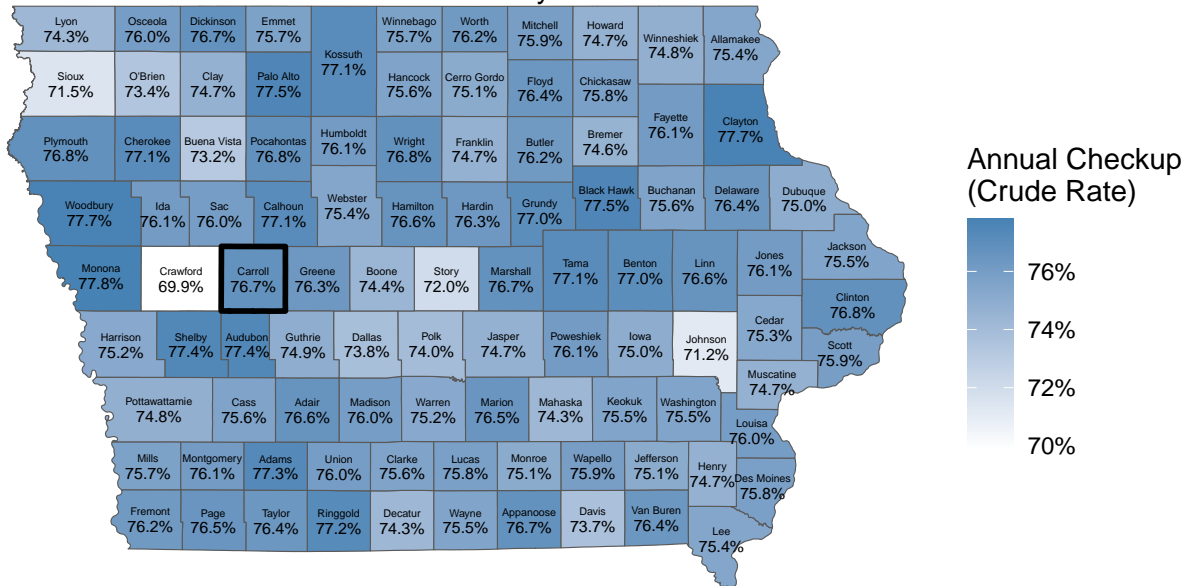 Lyon
74.3%
Osceola
76.0%
Dickinson
76.7%
Emmet
75.7%
Kossuth
77.1%
Winnebago
75.7%
Worth
76.2%
Mitchell
75.9%
Howard
74.7%
Winneshiek
74.8%
Allamakee
75.4%
Sioux
71.5%
O'Brien
73.4%
Clay
74.7%
Palo Alto
77.5%
Hancock
75.6%
Cerro Gordo
75.1%
Floyd
76.4%
Chickasaw
75.8%
Fayette
76.1%
Clayton
77.7%
Plymouth
76.8%
Cherokee
77.1%
Buena Vista
73.2%
Pocahontas
76.8%
Humboldt
76.1%
Wright
76.8%
Franklin
74.7%
Butler
76.2%
Bremer
74.6%
Woodbury
77.7%
Ida
76.1%
Sac
76.0%
Calhoun
77.1%
Webster
75.4%
Hamilton
76.6%
Hardin
76.3%
Grundy
77.0%
Black Hawk
77.5%
Buchanan
75.6%
Delaware
76.4%
Dubuque
75.0%
Monona
77.8%
Crawford
69.9%
Carroll
76.7%
Greene
76.3%
Boone
74.4%
Story
72.0%
Marshall
76.7%
Tama
77.1%
Benton
77.0%
Linn
76.6%
Jones
76.1%
Jackson
75.5%
Clinton
76.8%
Harrison
75.2%
Shelby
77.4%
Audubon
77.4%
Guthrie
74.9%
Dallas
73.8%
Polk
74.0%
Jasper
74.7%
Poweshiek
76.1%
Iowa
75.0%
Johnson
71.2%
Cedar
75.3%
Scott
75.9%
Muscatine
74.7%
Pottawattamie
74.8%
Cass
75.6%
Adair
76.6%
Madison
76.0%
Warren
75.2%
Marion
76.5%
Mahaska
74.3%
Keokuk
75.5%
Washington
75.5%
Louisa
76.0%
Mills
75.7%
Montgomery
76.1%
Adams
77.3%
Union
76.0%
Clarke
75.6%
Lucas
75.8%
Monroe
75.1%
Wapello
75.9%
Jefferson
75.1%
Henry
74.7%
Des Moines
75.8%
Fremont
76.2%
Page
76.5%
Taylor
76.4%
Ringgold
77.2%
Decatur
74.3%
Wayne
75.5%
Appanoose
76.7%
Davis
73.7%
Van Buren
76.4%
Lee
75.4%
Annual Checkup
(Crude Rate)
76%
74%
72%
70%